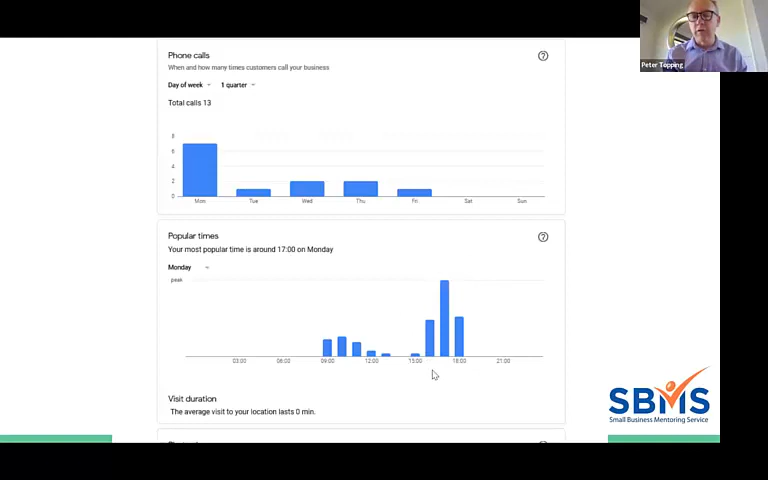 Peter Topping
Phone calls
When and how many times customers call your business
Day of week
1 quarter
Total calls 13
8
6
4
2
0
Mon
Tue
Wed
Thu
Fri
Sat
Sun
Popular times
Your most popular time is around 17:00 on Monday
Monday
peak
03:00
06:00
09:00
12:00
15:00
18:00
21:00
Visit duration
The average visit to your location lasts 0 min.
SBMS
Small Business Mentoring Service